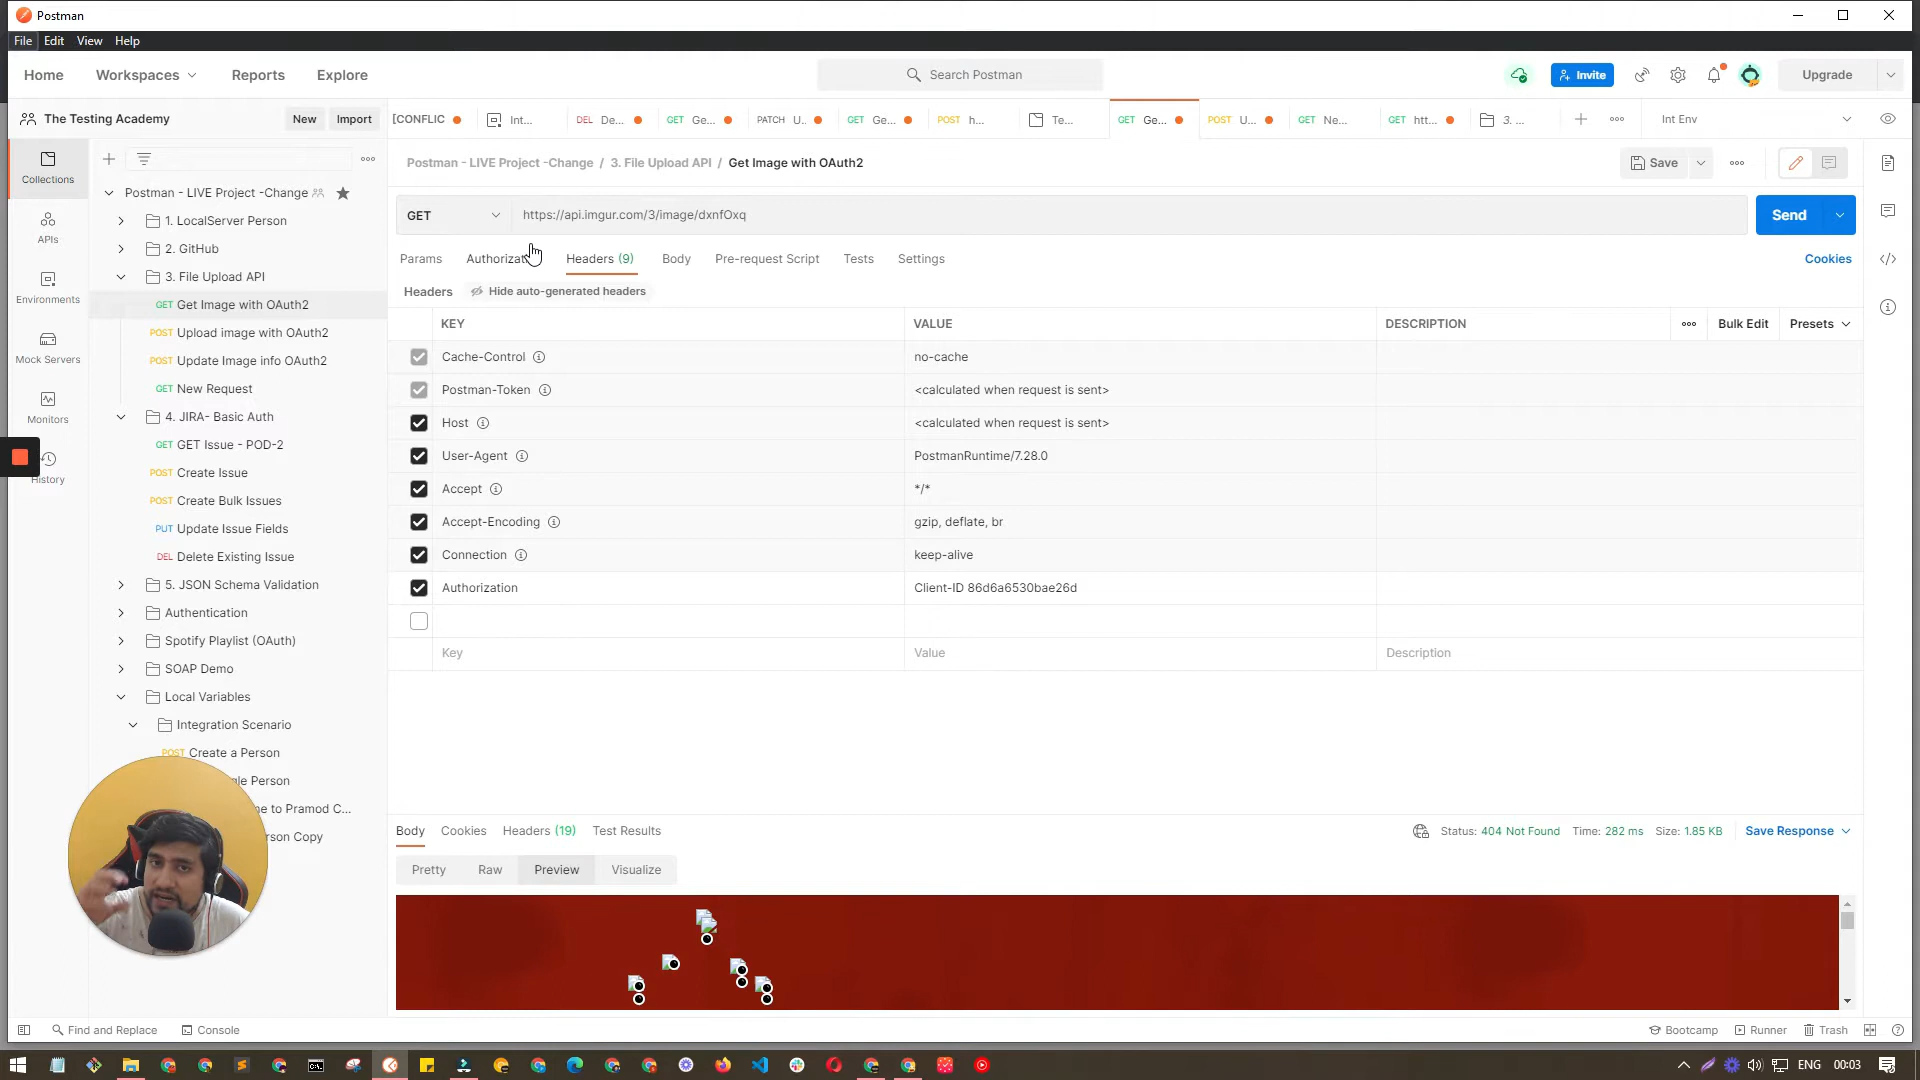 Postman
File Edit View Help
Home Workspaces Reports Explore
Search Postman
Invite
Upgrade
The Testing Academy
New Import
[CONFLIC Int... DEL De... GET Ge... PATCH U... GET Ge... POST h... Te... GET Ge... POST U... GET Ne... GET htt... 3. ...
Int Env
Collections
APIs
Environments
Mock Servers
Monitors
History
Postman - LIVE Project -Change
1. LocalServer Person
2. GitHub
3. File Upload API
GET Get Image with OAuth2
POST Upload image with OAuth2
POST Update Image info OAuth2
GET New Request
4. JIRA- Basic Auth
GET GET Issue - POD-2
POST Create Issue
POST Create Bulk Issues
PUT Update Issue Fields
DEL Delete Existing Issue
5. JSON Schema Validation
Authentication
Spotify Playlist (OAuth)
SOAP Demo
Local Variables
Integration Scenario
POST Create a Person
gle Person
me to Pramod C...
rson Copy
Postman - LIVE Project -Change / 3. File Upload API / Get Image with OAuth2
Save
GET https://api.imgur.com/3/image/dxnfOxq
Send
Params Authorizati Headers (9) Body Pre-request Script Tests Settings
Cookies
Headers Hide auto-generated headers
KEY VALUE DESCRIPTION Bulk Edit Presets
Cache-Control no-cache
Postman-Token <calculated when request is sent>
Host <calculated when request is sent>
User-Agent PostmanRuntime/7.28.0
Accept */*
Accept-Encoding gzip, deflate, br
Connection keep-alive
Authorization Client-ID 86d6a6530bae26d
Key Value Description
Body Cookies Headers (19) Test Results
Status: 404 Not Found Time: 282 ms Size: 1.85 KB Save Response
Pretty Raw Preview Visualize
Find and Replace Console
Bootcamp Runner Trash
ENG 00:03